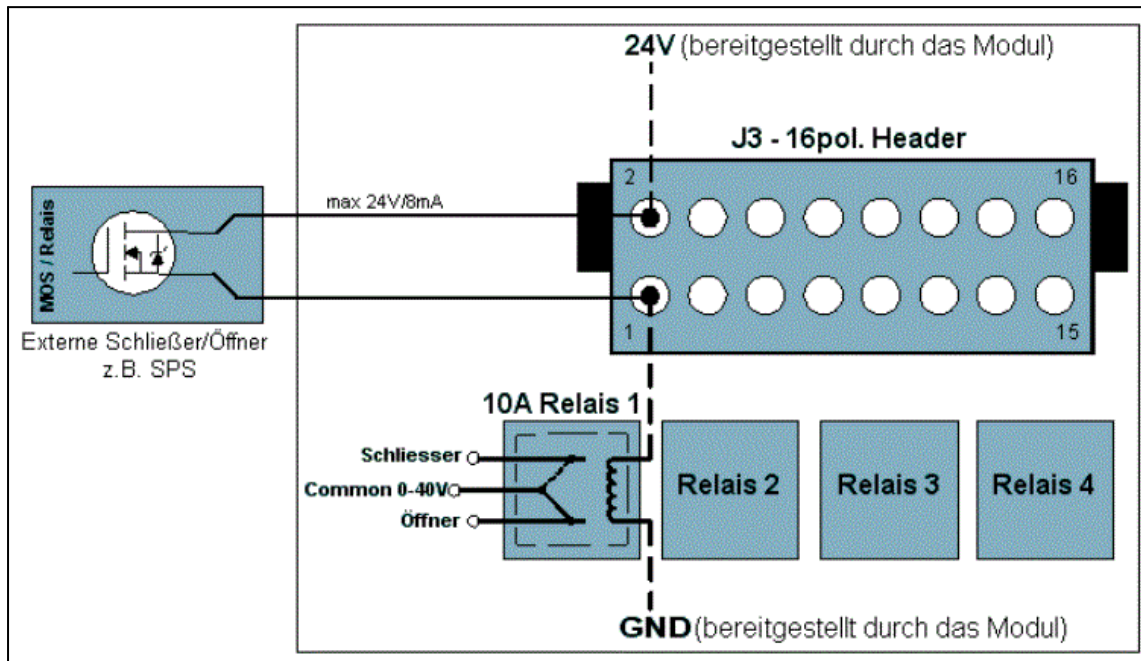 24V (bereitgestellt durch das Modul)
J3 - 16pol. Header
2
16
max 24V/8mA
MOS / Relais
1
15
Externe Schließer/Öffner
z.B. SPS
10A Relais 1
Schliesser
Common 0-40V
Öffner
Relais 2
Relais 3
Relais 4
GND (bereitgestellt durch das Modul)